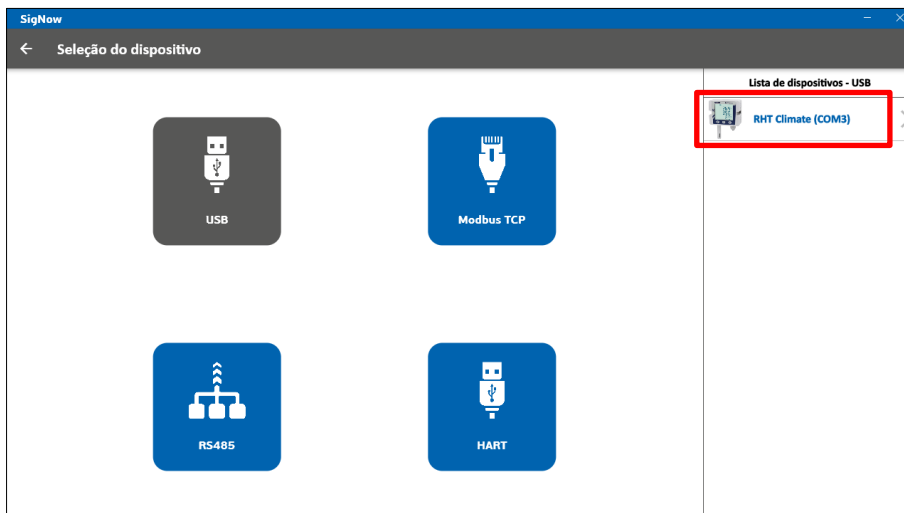 SigNow
Seleção do dispositivo
Lista de dispositivos - USB
RHT Climate (COM3)
USB
Modbus TCP
RS485
HART